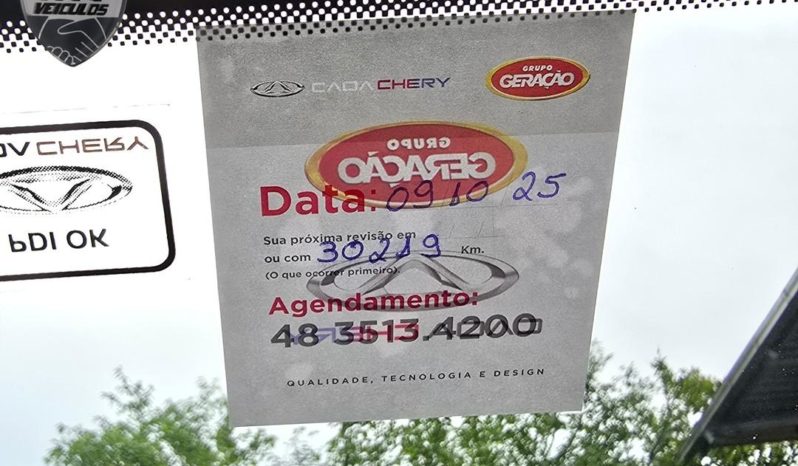 VEICULOS
CAOA CHERY
GRUPO
GERAÇÃO
CHERY
PDI OK
GRUPO
GERAÇÃO
Data: 09 10 25
Sua próxima revisão em
ou com 30219 Km.
(O que ocorrer primeiro).
Agendamento:
48 3513.4200
QUALIDADE, TECNOLOGIA E DESIGN